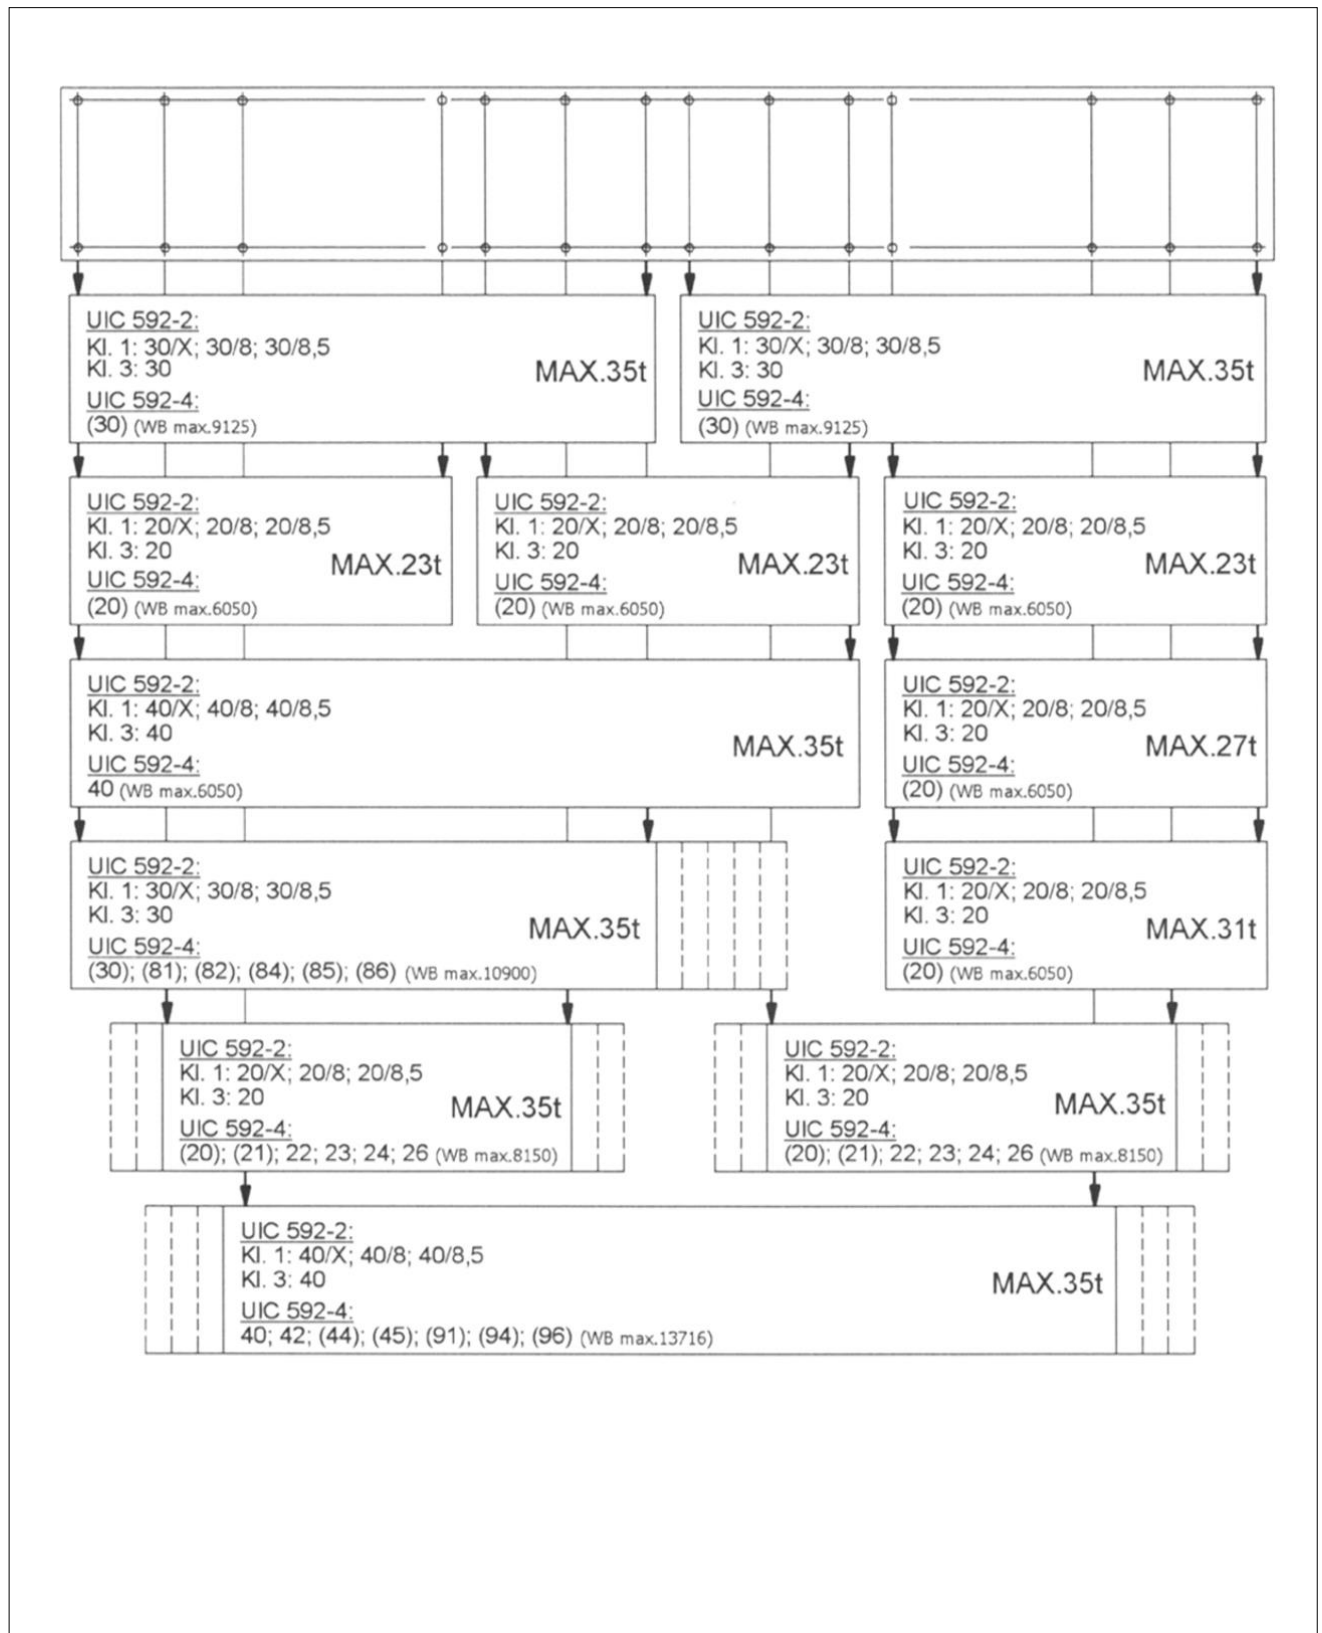 UIC 592-2:
Kl. 1: 30/X; 30/8; 30/8,5
Kl. 3: 30
MAX.35t
UIC 592-4:
(30) (WB max.9125)
UIC 592-2:
Kl. 1: 30/X; 30/8; 30/8,5
Kl. 3: 30
MAX.35t
UIC 592-4:
(30) (WB max.9125)
UIC 592-2:
Kl. 1: 20/X; 20/8; 20/8,5
Kl. 3: 20
MAX.23t
UIC 592-4:
(20) (WB max.6050)
UIC 592-2:
Kl. 1: 20/X; 20/8; 20/8,5
Kl. 3: 20
MAX.23t
UIC 592-4:
(20) (WB max.6050)
UIC 592-2:
Kl. 1: 20/X; 20/8; 20/8,5
Kl. 3: 20
MAX.23t
UIC 592-4:
(20) (WB max.6050)
UIC 592-2:
Kl. 1: 40/X; 40/8; 40/8,5
Kl. 3: 40
MAX.35t
UIC 592-4:
40 (WB max.6050)
UIC 592-2:
Kl. 1: 20/X; 20/8; 20/8,5
Kl. 3: 20
MAX.27t
UIC 592-4:
(20) (WB max.6050)
UIC 592-2:
Kl. 1: 30/X; 30/8; 30/8,5
Kl. 3: 30
MAX.35t
UIC 592-4:
(30); (81); (82); (84); (85); (86) (WB max.10900)
UIC 592-2:
Kl. 1: 20/X; 20/8; 20/8,5
Kl. 3: 20
MAX.31t
UIC 592-4:
(20) (WB max.6050)
UIC 592-2:
Kl. 1: 20/X; 20/8; 20/8,5
Kl. 3: 20
MAX.35t
UIC 592-4:
(20); (21); 22; 23; 24; 26 (WB max.8150)
UIC 592-2:
Kl. 1: 20/X; 20/8; 20/8,5
Kl. 3: 20
MAX.35t
UIC 592-4:
(20); (21); 22; 23; 24; 26 (WB max.8150)
UIC 592-2:
Kl. 1: 40/X; 40/8; 40/8,5
Kl. 3: 40
MAX.35t
UIC 592-4:
40; 42; (44); (45); (91); (94); (96) (WB max.13716)